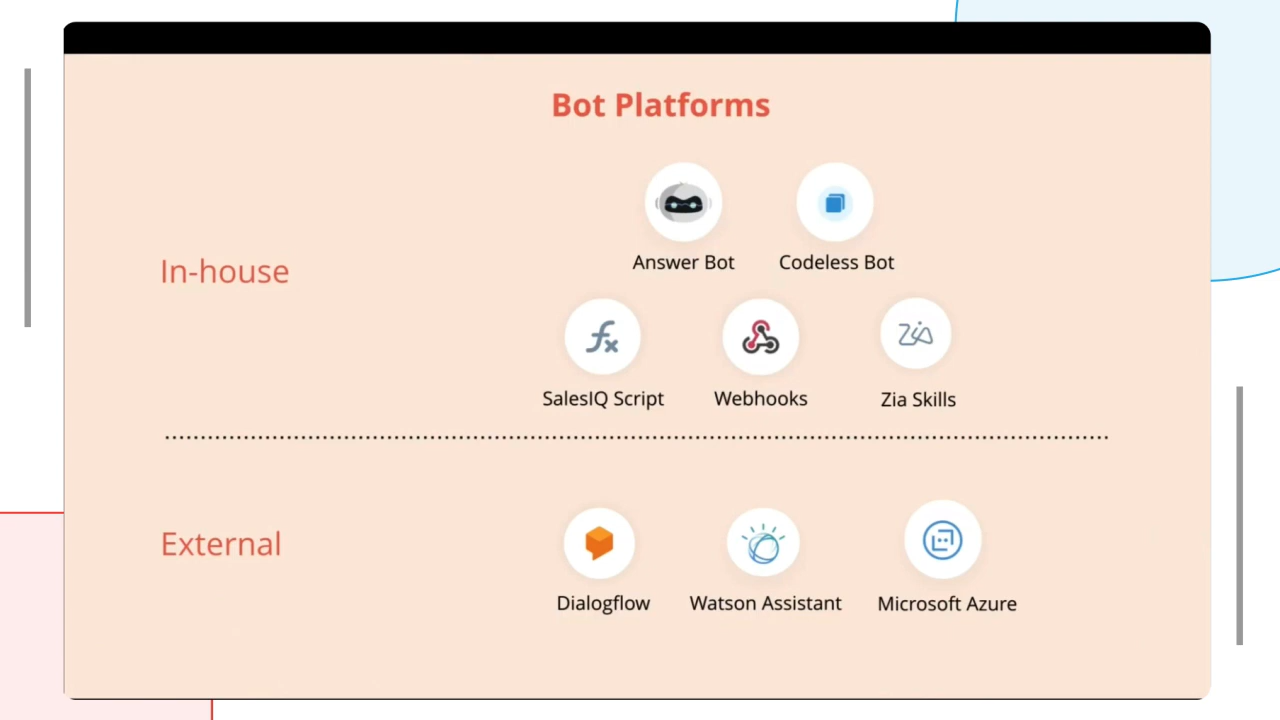 Bot Platforms
In-house
Answer Bot
Codeless Bot
SalesIQ Script
Webhooks
Zia Skills
External
Dialogflow
Watson Assistant
Microsoft Azure